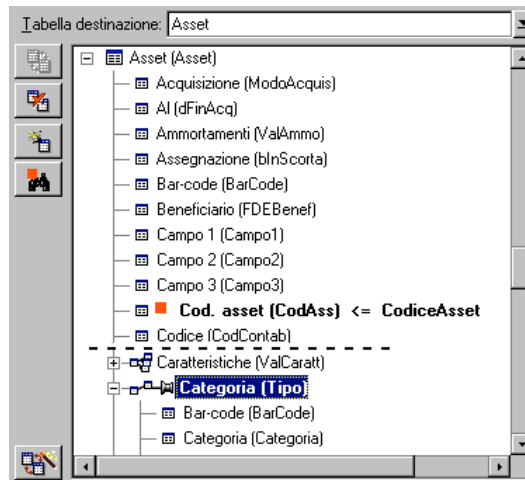 Tabella destinazione: Asset
Asset (Asset)
Acquisizione (ModoAcquis)
Al (dFinAcq)
Ammortamenti (ValAmmo)
Assegnazione (bInScorta)
Bar-code (BarCode)
Beneficiario (FDEBenef)
Campo 1 (Campo1)
Campo 2 (Campo2)
Campo 3 (Campo3)
Cod. asset (CodAss) <= CodiceAsset
Codice (CodContab)
Caratteristiche (ValCaratt)
Categoria (Tipo)
Bar-code (BarCode)
Categoria (Categoria)